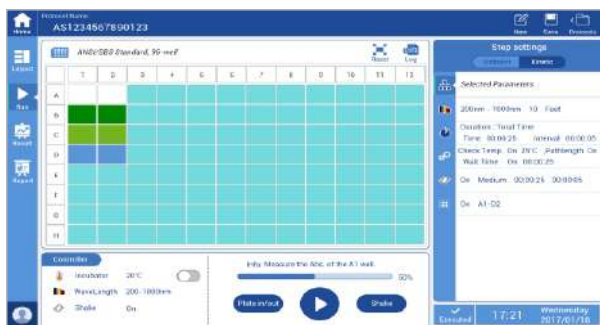 Protocol Name
AS1234567890123
Home
New
Save
Protocols
ANSI/SBS Standard, 96-well
Reset
Log
Layout
Run
Result
Report
1 2 3 4 5 6 7 8 9 10 11 12
A
B
C
D
E
F
G
H
Step settings
Kinetic
Selected Parameters
200nm - 1000nm 10 Fast
Duration: Total Time
Time 00:00:25 Interval 00:00:05
Check Temp. On 25°C , Pathlength On
Wait Time On 00:00:25
On Medium 00:00:25 00:00:05
On A1-D2
Controller
Incubator 20°C
WaveLength 200-1000nm
Shake On
Info: Measure the Abs. of the A1 well.
50%
Plate in/out
Shake
Executed
17:21
Wednesday
2017/01/18